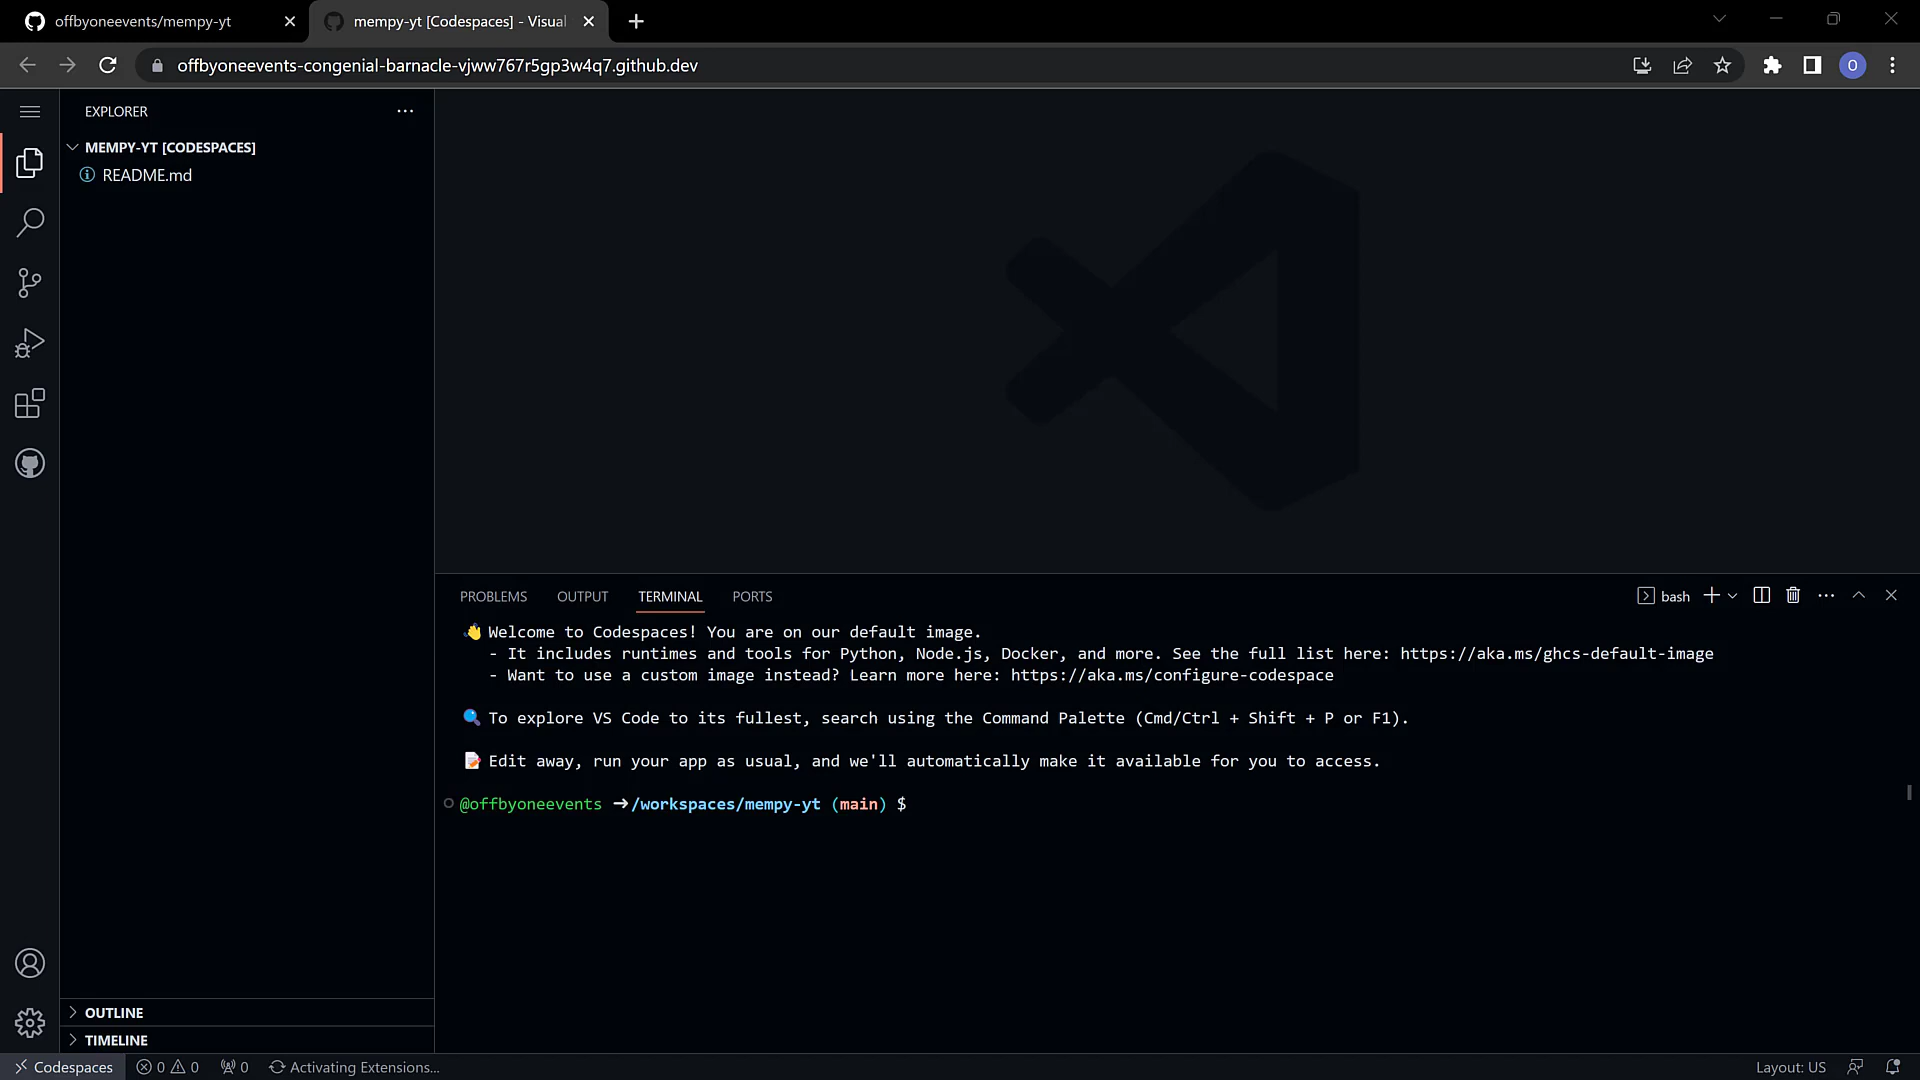 offbyoneevents/mempy-yt
mempy-yt [Codespaces] - Visual
offbyoneevents-congenial-barnacle-vjww767r5gp3w4q7.github.dev
O
EXPLORER
MEMPY-YT [CODESPACES]
README.md
PROBLEMS OUTPUT TERMINAL PORTS
bash
👋 Welcome to Codespaces! You are on our default image.
- It includes runtimes and tools for Python, Node.js, Docker, and more. See the full list here: https://aka.ms/ghcs-default-image
- Want to use a custom image instead? Learn more here: https://aka.ms/configure-codespace
🔍 To explore VS Code to its fullest, search using the Command Palette (Cmd/Ctrl + Shift + P or F1).
📝 Edit away, run your app as usual, and we'll automatically make it available for you to access.
@offbyoneevents ➜/workspaces/mempy-yt (main) $
OUTLINE
TIMELINE
Codespaces 0 0 0 Activating Extensions... Layout: US